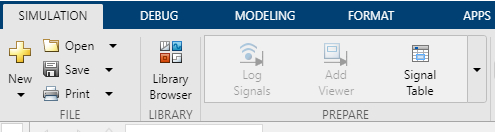 SIMULATION DEBUG MODELING FORMAT APPS
Open
New Save
Print
Library Browser
Log Signals
Add Viewer
Signal Table
FILE LIBRARY PREPARE